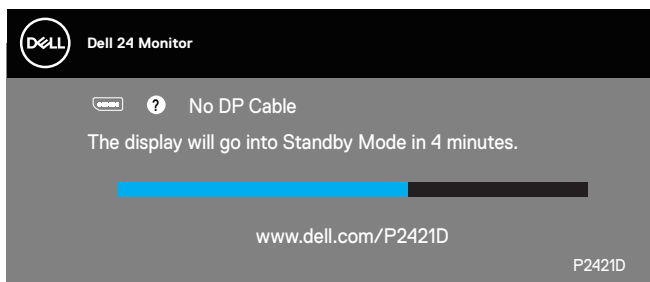 DELL
Dell 24 Monitor
? No DP Cable
The display will go into Standby Mode in 4 minutes.
www.dell.com/P2421D
P2421D